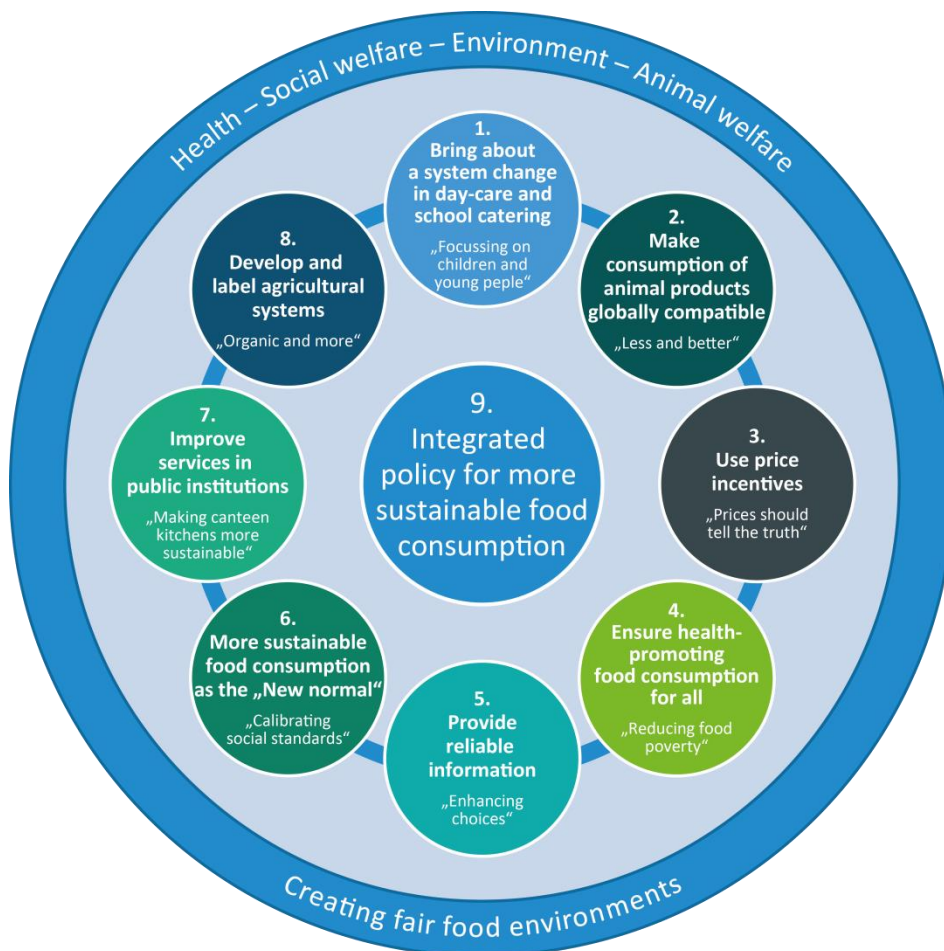 Health – Social welfare – Environment – Animal welfare
1.
Bring about
a system change
in day-care and
school catering
„Focussing on
children and
young peple“
2.
Make
consumption of
animal products
globally compatible
„Less and better“
3.
Use price
incentives
„Prices should
tell the truth“
4.
Ensure health-
promoting
food consumption
for all
„Reducing food
poverty“
5.
Provide
reliable
information
„Enhancing
choices“
6.
More sustainable
food consumption
as the „New normal“
„Calibrating
social standards“
7.
Improve
services in
public institutions
„Making canteen
kitchens more
sustainable“
8.
Develop and
label agricultural
systems
„Organic and more“
9.
Integrated
policy for more
sustainable food
consumption
Creating fair food environments